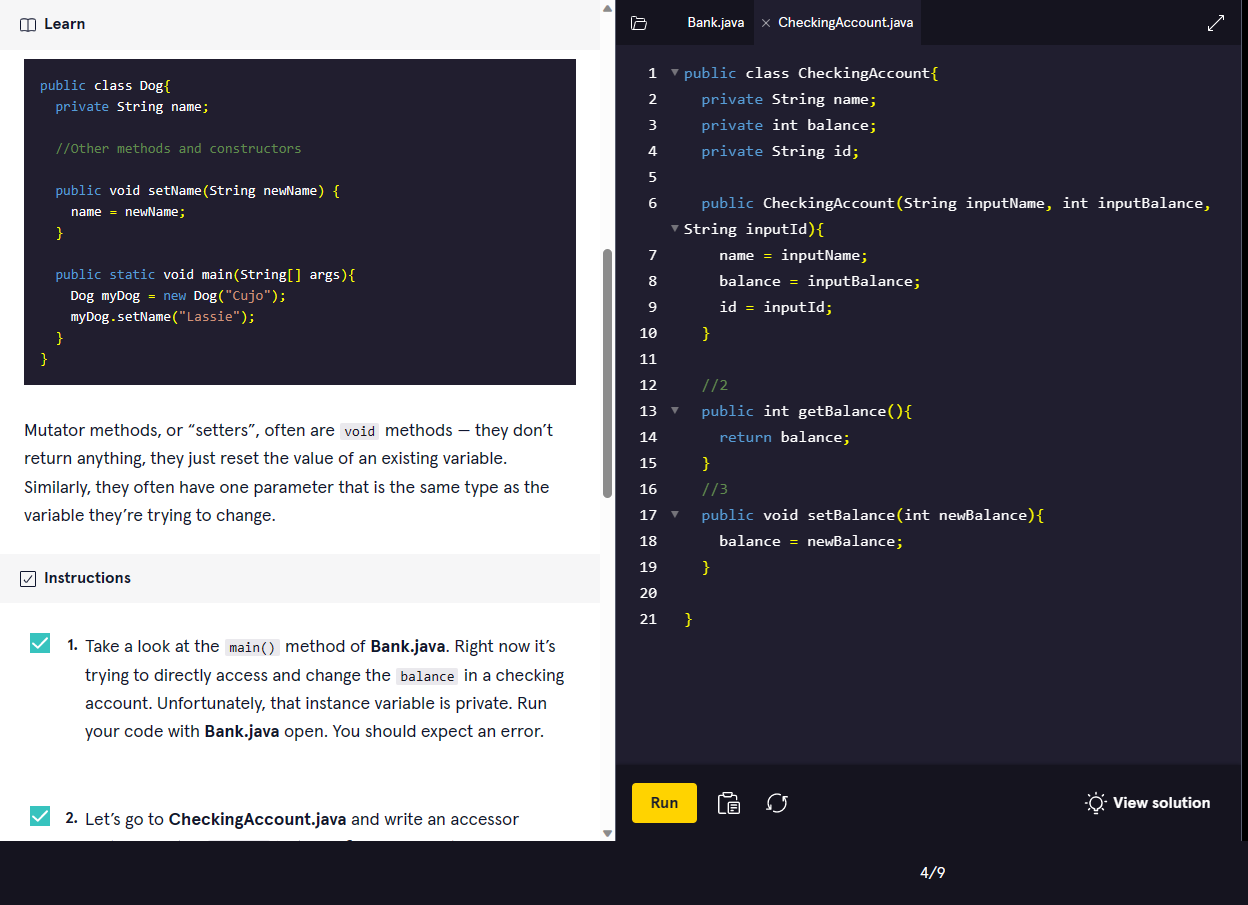 Learn
public class Dog{
private String name;
//Other methods and constructors
public void setName(String newName) {
name = newName;
}
public static void main(String[] args){
Dog myDog = new Dog("Cujo");
myDog.setName("Lassie");
}
}
Mutator methods, or “setters”, often are void methods — they don’t
return anything, they just reset the value of an existing variable.
Similarly, they often have one parameter that is the same type as the
variable they’re trying to change.
Instructions
1. Take a look at the main() method of Bank.java. Right now it’s
trying to directly access and change the balance in a checking
account. Unfortunately, that instance variable is private. Run
your code with Bank.java open. You should expect an error.
2. Let’s go to CheckingAccount.java and write an accessor
Bank.java × CheckingAccount.java
1 public class CheckingAccount{
2 private String name;
3 private int balance;
4 private String id;
5
6 public CheckingAccount(String inputName, int inputBalance,
String inputId){
7 name = inputName;
8 balance = inputBalance;
9 id = inputId;
10 }
11
12 //2
13 public int getBalance(){
14 return balance;
15 }
16 //3
17 public void setBalance(int newBalance){
18 balance = newBalance;
19 }
20
21 }
Run
View solution
4/9